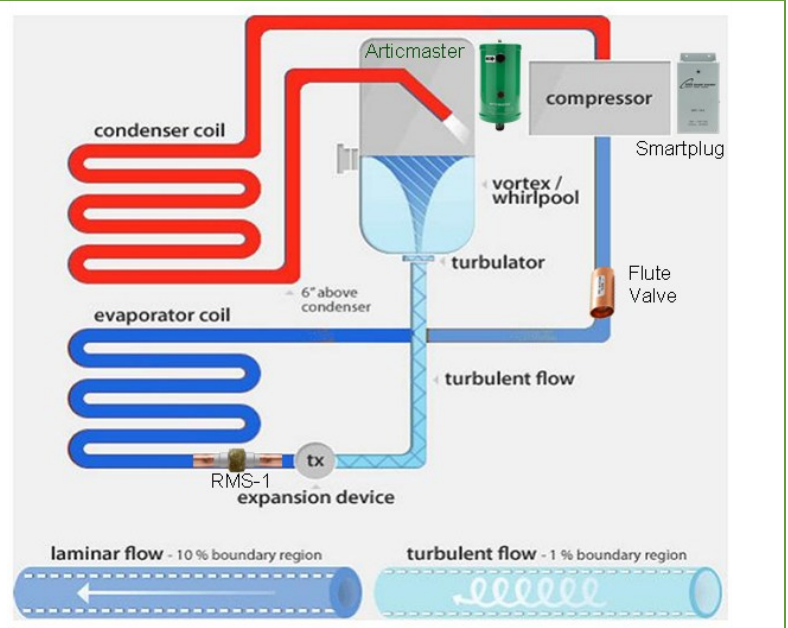 Articmaster
compressor
condenser coil
Smartplug
vortex /
whirlpool
turbulator
Flute
Valve
6" above
condenser
evaporator coil
turbulent flow
tx
RMS-1
expansion device
laminar flow - 10 % boundary region
turbulent flow - 1 % boundary region